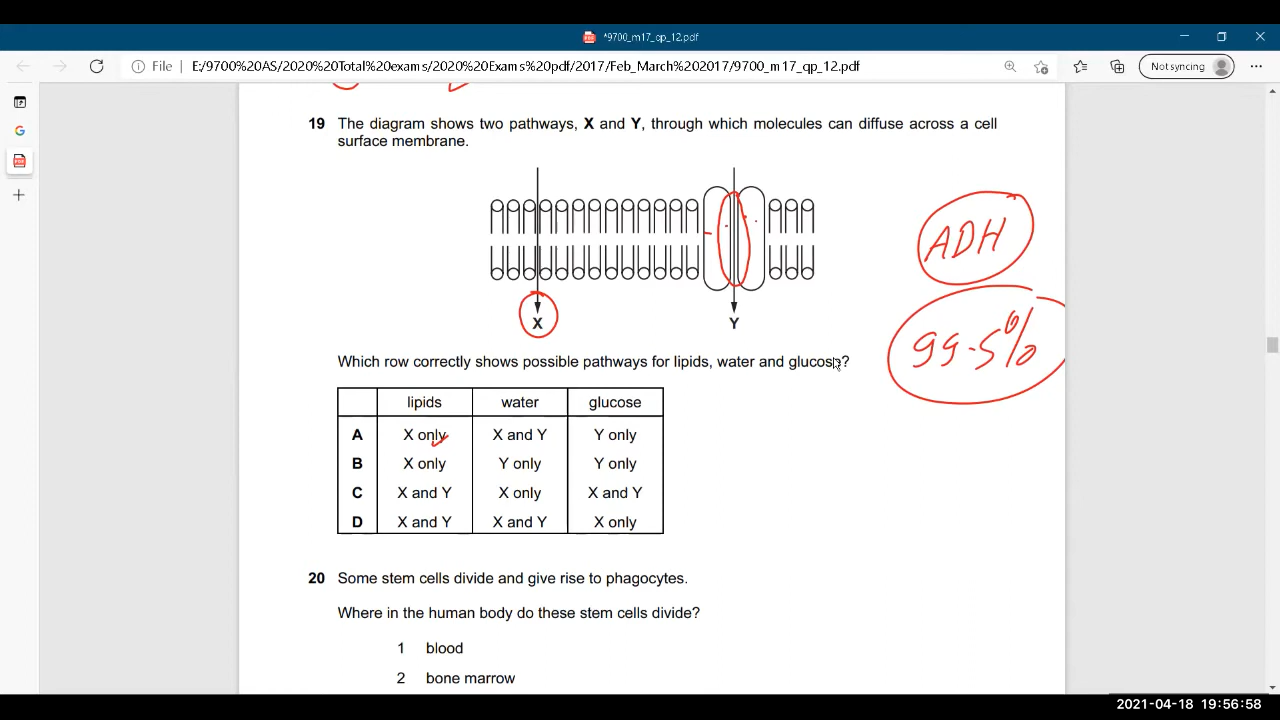 *9700_m17_qp_12.pdf
File
E:/9700%20AS/2020%20Total%20exams/2020%20Exams%20pdf/2017/Feb_March%202017/9700_m17_qp_12.pdf
Not syncing
19 The diagram shows two pathways, X and Y, through which molecules can diffuse across a cell
surface membrane.
ADH
X Y
99.5%
Which row correctly shows possible pathways for lipids, water and glucose?
lipids water glucose
A X only X and Y Y only
B X only Y only Y only
C X and Y X only X and Y
D X and Y X and Y X only
20 Some stem cells divide and give rise to phagocytes.
Where in the human body do these stem cells divide?
1 blood
2 bone marrow
2021-04-18 19:56:58